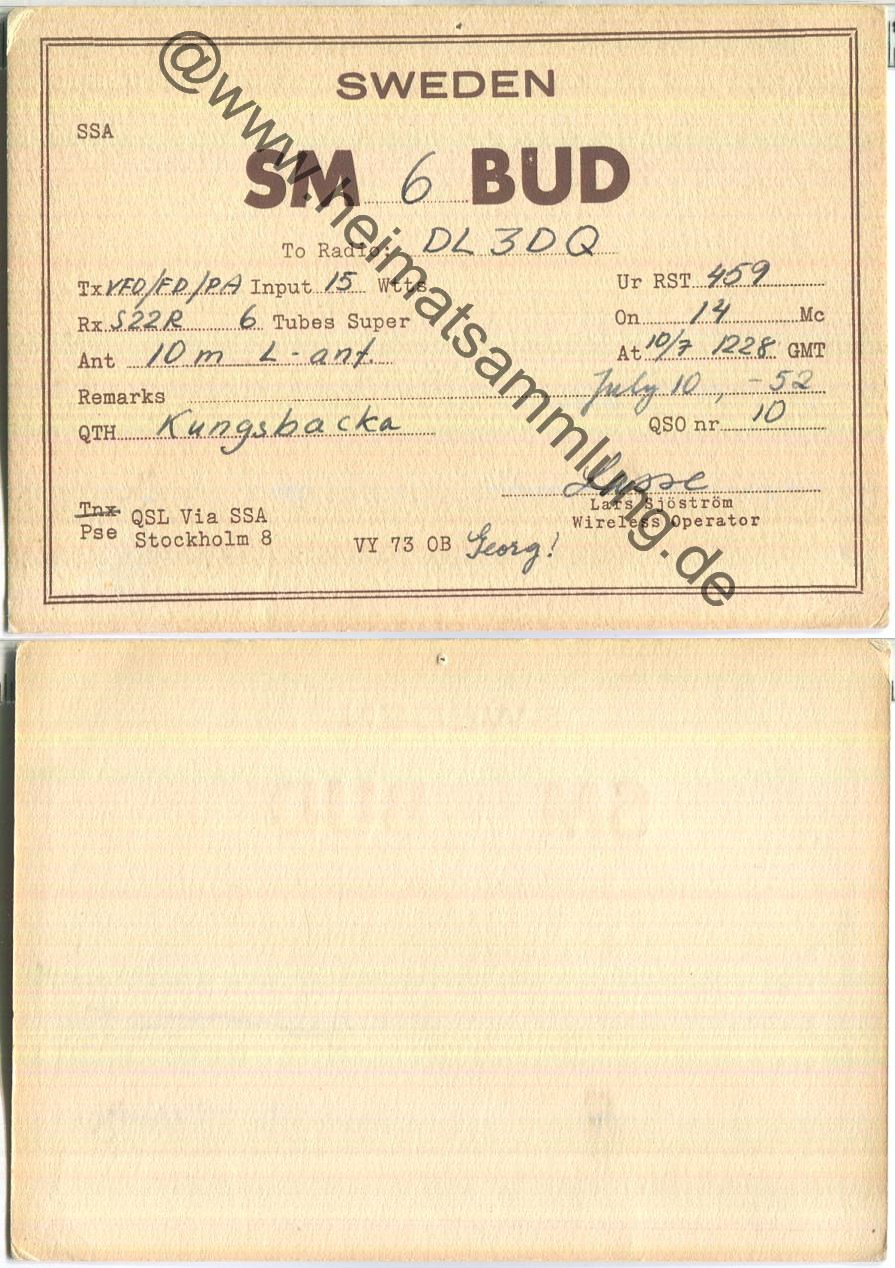 SWEDEN
SSA
SM 6 BUD
To Radio: DL3DQ
Tx VFO/FD/PA Input 15 Wtts Ur RST 459
Rx S22R 6 Tubes Super On 14 Mc
Ant 10 m L-ant. At 10/7 1228 GMT
Remarks July 10, -52
QTH Kungsbacka QSO nr 10
Lasse
Lars Sjöström
Wireless Operator
Tnx QSL Via SSA
Pse Stockholm 8
VY 73 OB Georg!
@www.heimatsammlung.de